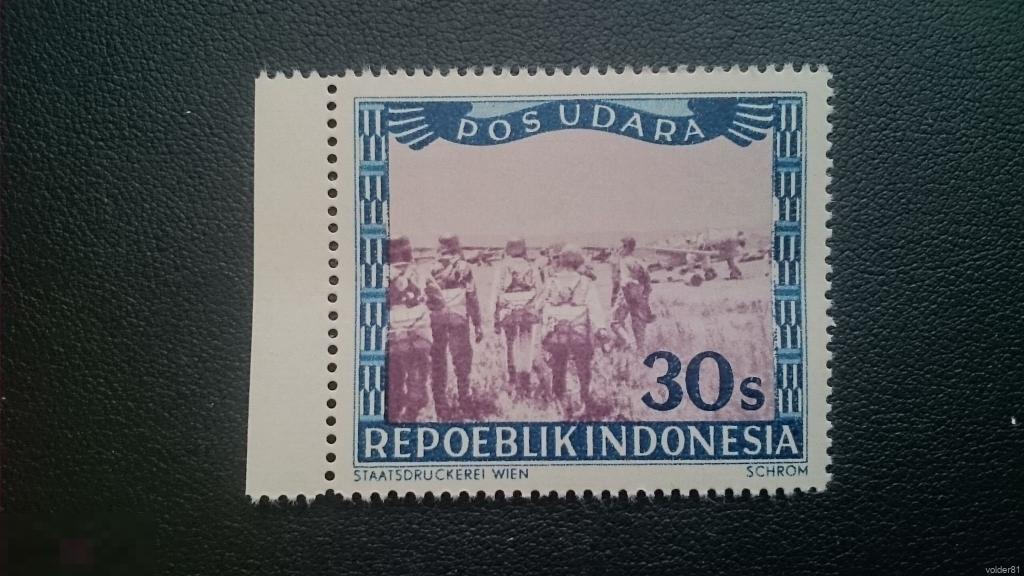 POS UDARA
30s
REPOEBLIK INDONESIA
STAATSDRUCKEREI WIEN
SCHROM
volder81